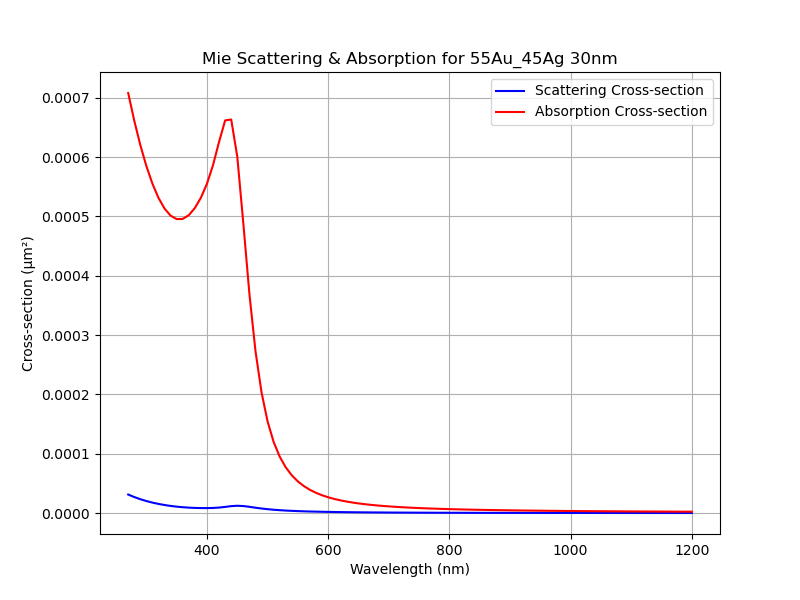 Mie Scattering & Absorption for 55Au_45Ag 30nm
Scattering Cross-section
Absorption Cross-section
0.0007
0.0006
0.0005
0.0004
0.0003
0.0002
0.0001
0.0000
Cross-section (μm²)
400 600 800 1000 1200
Wavelength (nm)